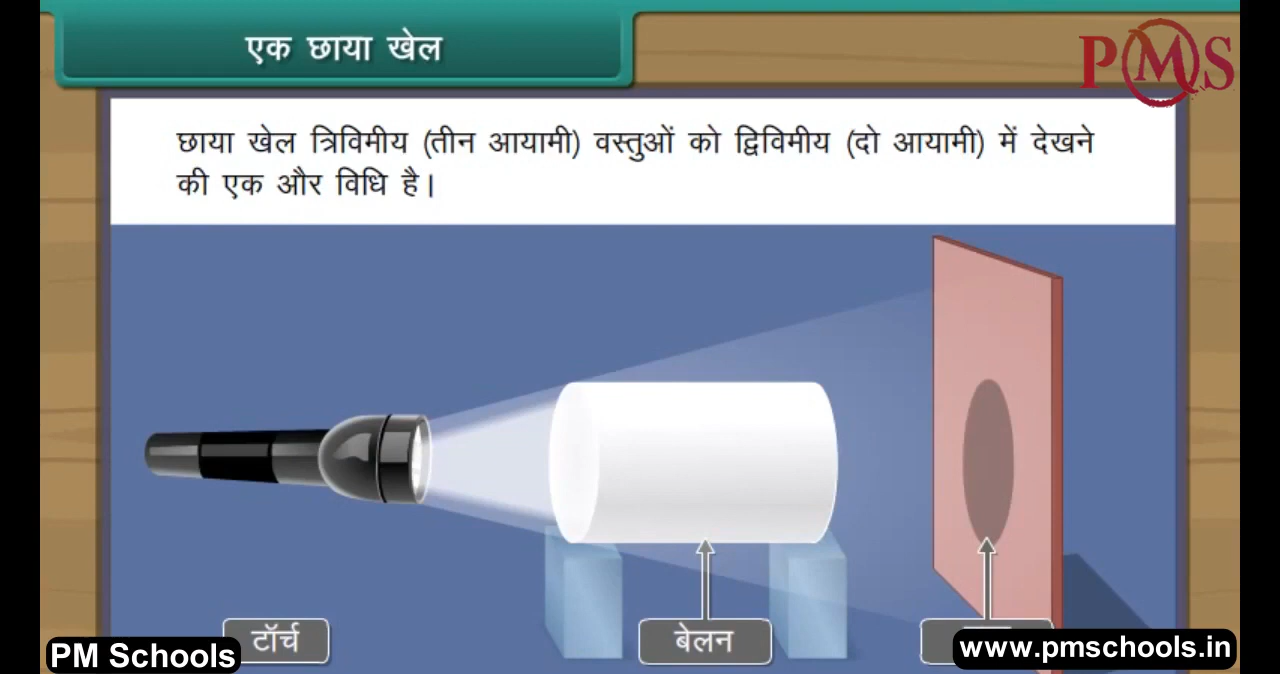 एक छाया खेल
PMS
छाया खेल त्रिविमीय (तीन आयामी) वस्तुओं को द्विविमीय (दो आयामी) में देखने
की एक और विधि है।
टॉर्च
बेलन
PM Schools
www.pmschools.in